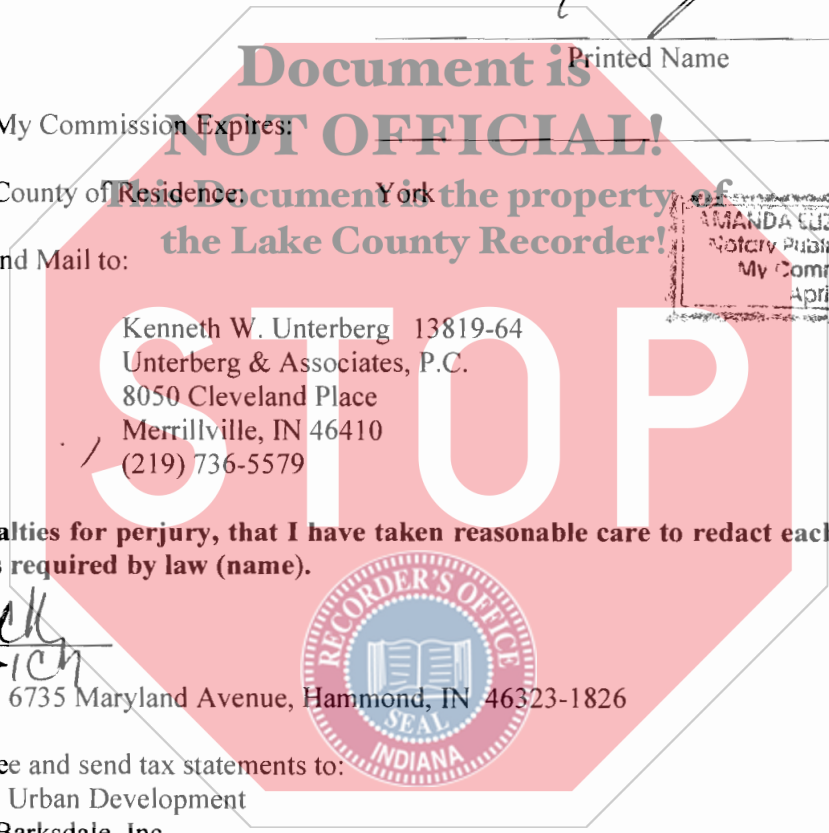 Printed Name
Document is
My Commission Expires:
NOT OFFICIAL!
County of Residence: York
This Document is the property of
the Lake County Recorder!
AMANDA
Notary Publi
My Comm
April
nd Mail to:
STOP
Kenneth W. Unterberg 13819-64
Unterberg & Associates, P.C.
8050 Cleveland Place
Merrillville, IN 46410
(219) 736-5579
alties for perjury, that I have taken reasonable care to redact each
s required by law (name).
RECORDER'S OFFICE
SEAL
INDIANA
6735 Maryland Avenue, Hammond, IN 46323-1826
ee and send tax statements to:
Urban Development
Barksdale, Inc